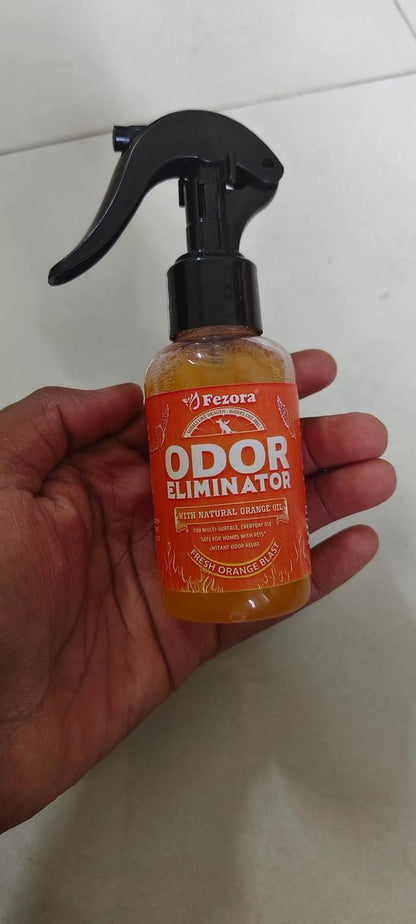 Fezora
ODOR
ELIMINATOR
WITH NATURAL ORANGE OIL
FOR MULTI-SURFACE, EVERYDAY USE
SAFE FOR HOMES WITH PETS*
INSTANT ODOR RELIEF
FRESH ORANGE BLAST